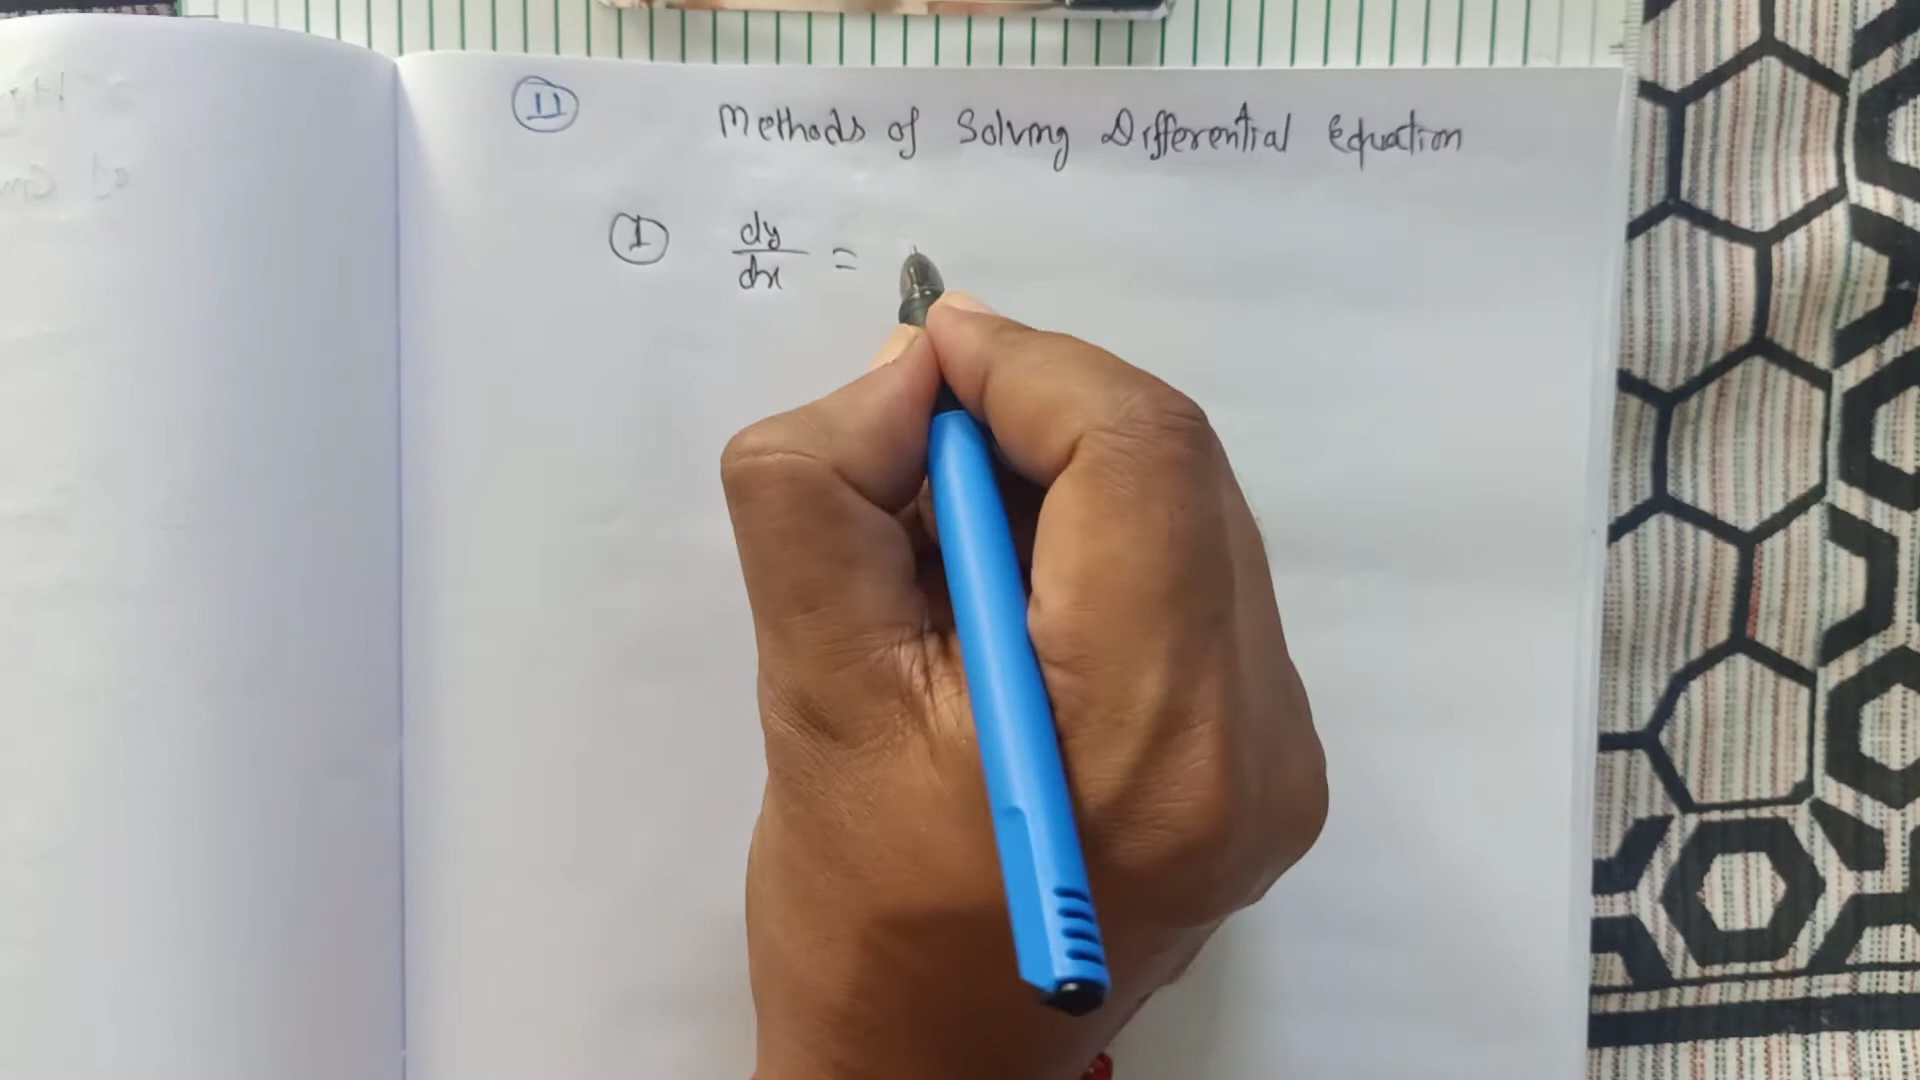 11 Methods of Solving Differential Equation
I dy/dx =